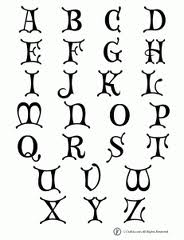 A B C D
E F G H
I J K L
M N O P
Q R S T
U V W
X Y Z